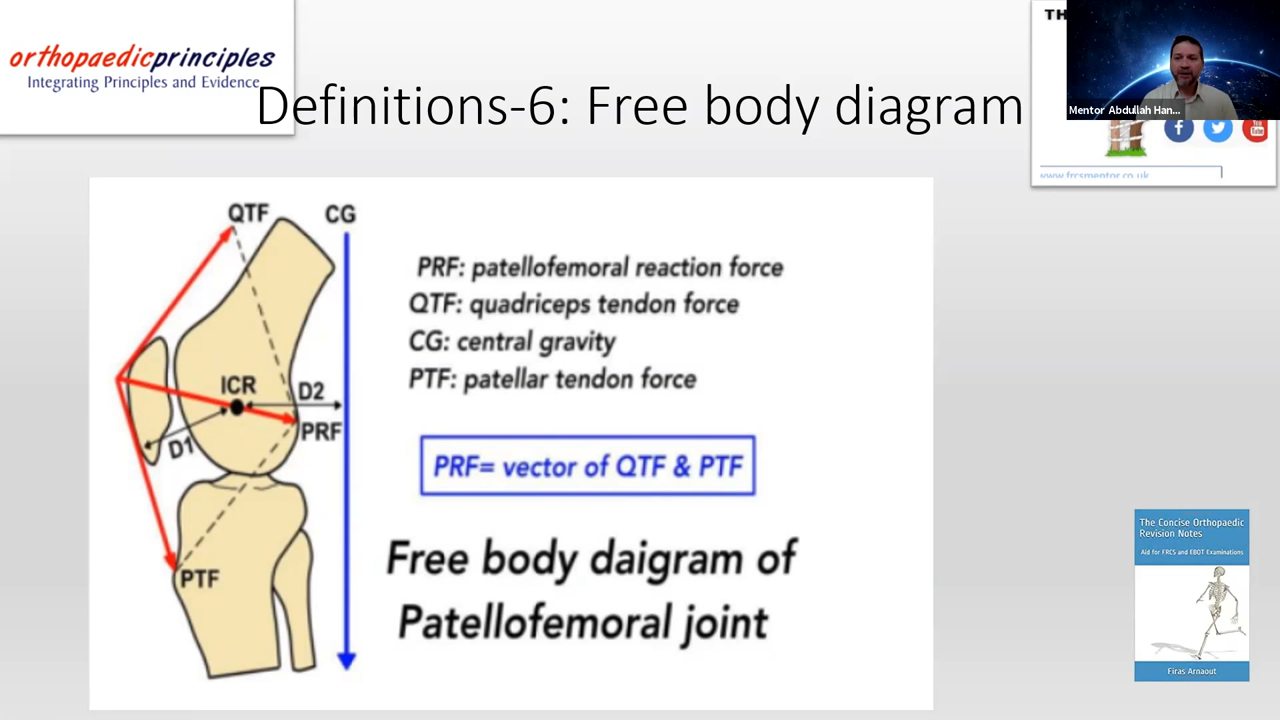 orthopaedicprinciples
Integrating Principles and Evidence
TH
Mentor Abdullah Han...
www.frcsmentor.co.uk
Definitions-6: Free body diagram
QTF
CG
ICR
D2
PRF
D1
PTF
PRF: patellofemoral reaction force
QTF: quadriceps tendon force
CG: central gravity
PTF: patellar tendon force
PRF= vector of QTF & PTF
Free body daigram of
Patellofemoral joint
The Concise Orthopaedic
Revision Notes
Aid for FRCS and EBOT Examinations
Firas Arnaout